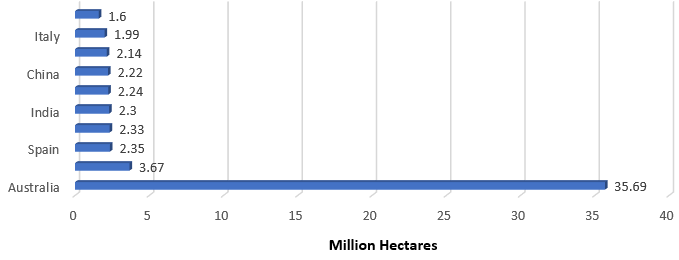 1.6
Italy 1.99
2.14
China 2.22
2.24
India 2.3
2.33
Spain 2.35
3.67
Australia 35.69
0 5 10 15 20 25 30 35 40
Million Hectares